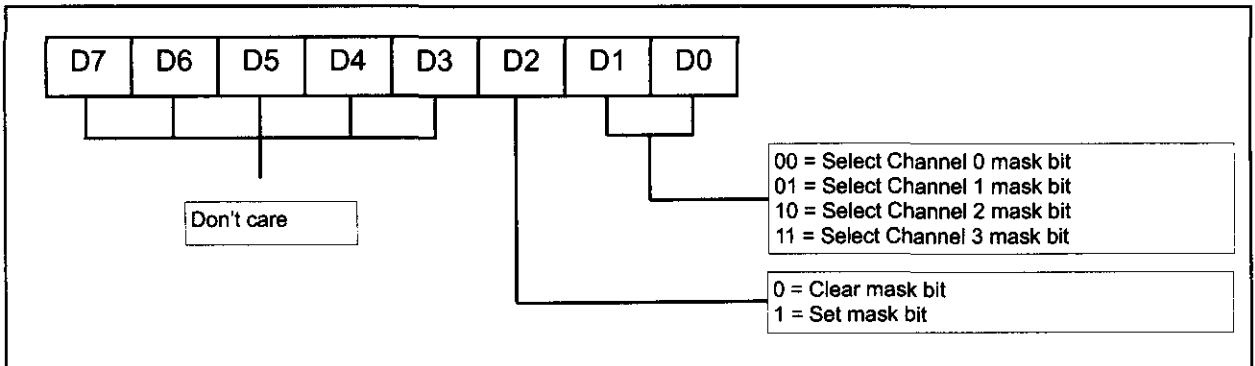 D7 D6 D5 D4 D3 D2 D1 D0
00 = Select Channel 0 mask bit
01 = Select Channel 1 mask bit
10 = Select Channel 2 mask bit
11 = Select Channel 3 mask bit
Don't care
0 = Clear mask bit
1 = Set mask bit